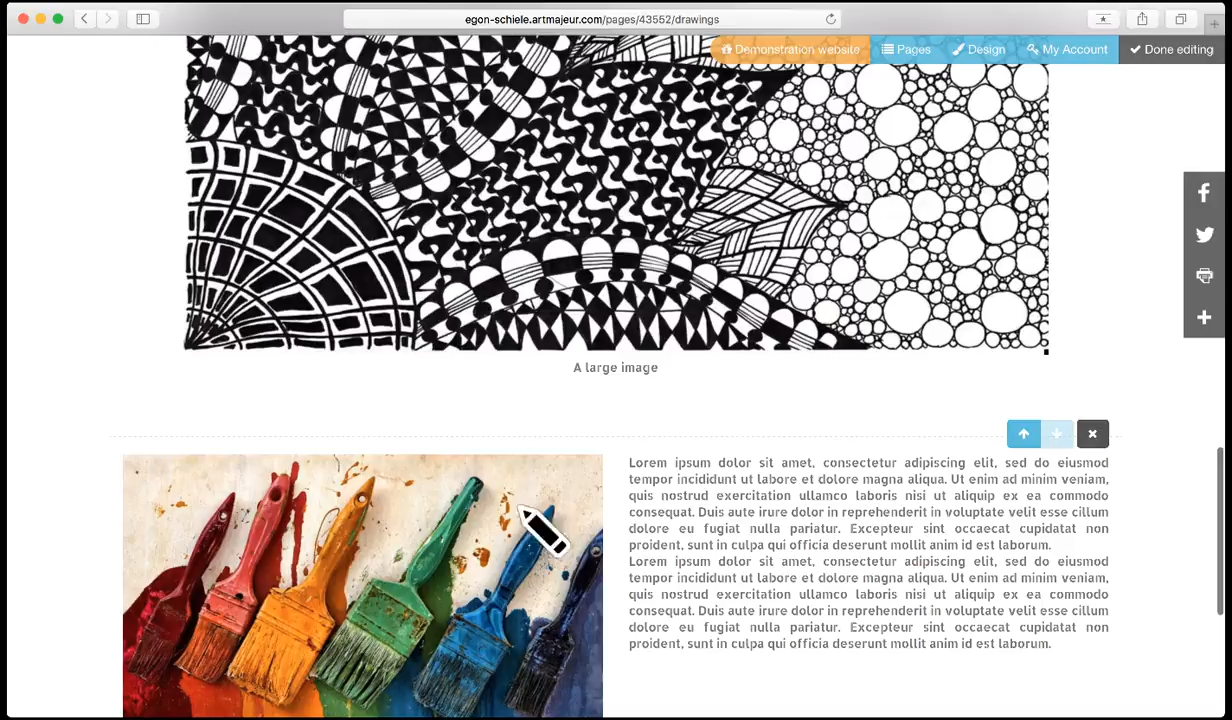 egon-schiele.artmajeur.com/pages/43552/drawings
Demonstration website Pages Design My Account Done editing
A large image
Lorem ipsum dolor sit amet, consectetur adipiscing elit, sed do eiusmod
tempor incididunt ut labore et dolore magna aliqua. Ut enim ad minim veniam,
quis nostrud exercitation ullamco laboris nisi ut aliquip ex ea commodo
consequat. Duis aute irure dolor in reprehenderit in voluptate velit esse cillum
dolore eu fugiat nulla pariatur. Excepteur sint occaecat cupidatat non
proident, sunt in culpa qui officia deserunt mollit anim id est laborum.
Lorem ipsum dolor sit amet, consectetur adipiscing elit, sed do eiusmod
tempor incididunt ut labore et dolore magna aliqua. Ut enim ad minim veniam,
quis nostrud exercitation ullamco laboris nisi ut aliquip ex ea commodo
consequat. Duis aute irure dolor in reprehenderit in voluptate velit esse cillum
dolore eu fugiat nulla pariatur. Excepteur sint occaecat cupidatat non
proident, sunt in culpa qui officia deserunt mollit anim id est laborum.